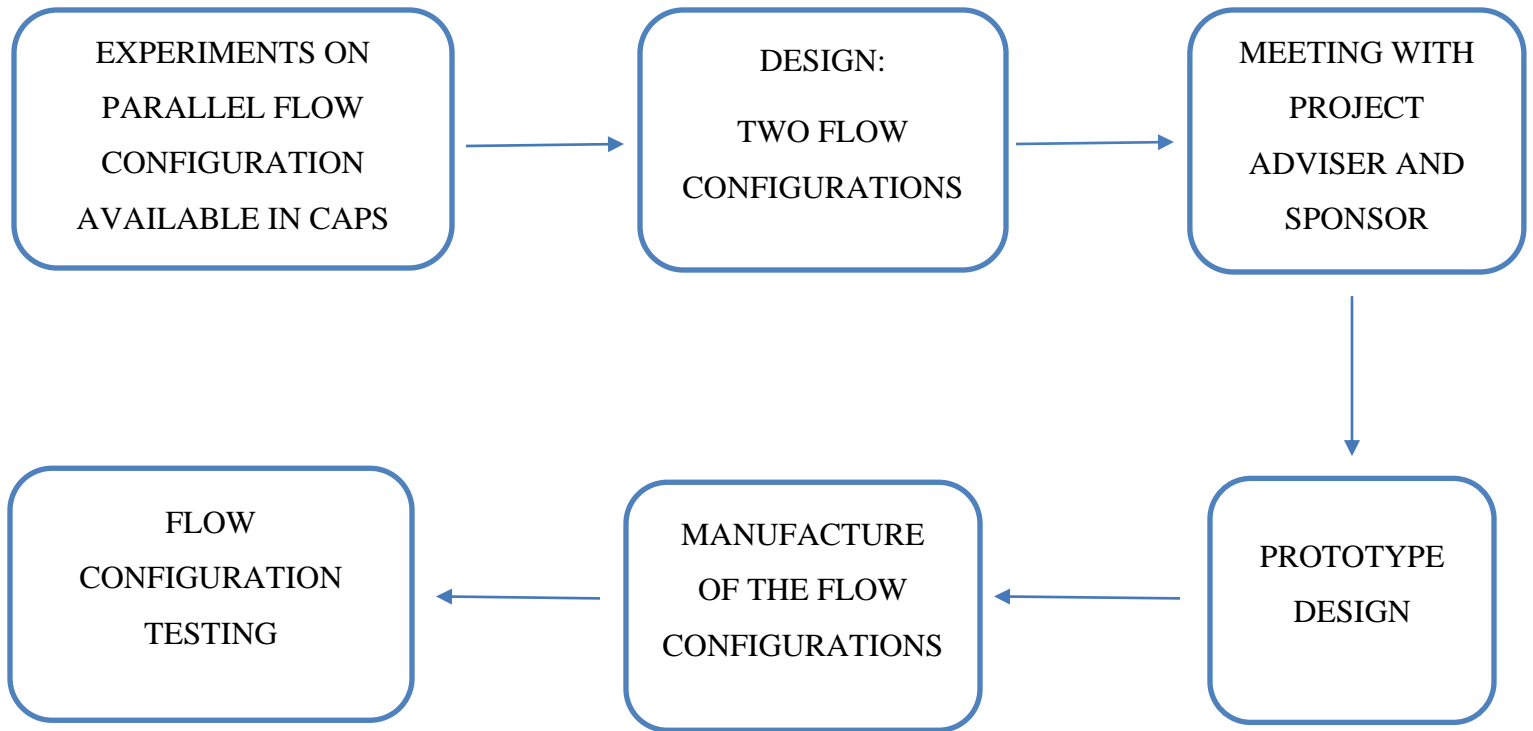 EXPERIMENTS ON
PARALLEL FLOW
CONFIGURATION
AVAILABLE IN CAPS
DESIGN:
TWO FLOW
CONFIGURATIONS
MEETING WITH
PROJECT
ADVISER AND
SPONSOR
PROTOTYPE
DESIGN
MANUFACTURE
OF THE FLOW
CONFIGURATIONS
FLOW
CONFIGURATION
TESTING